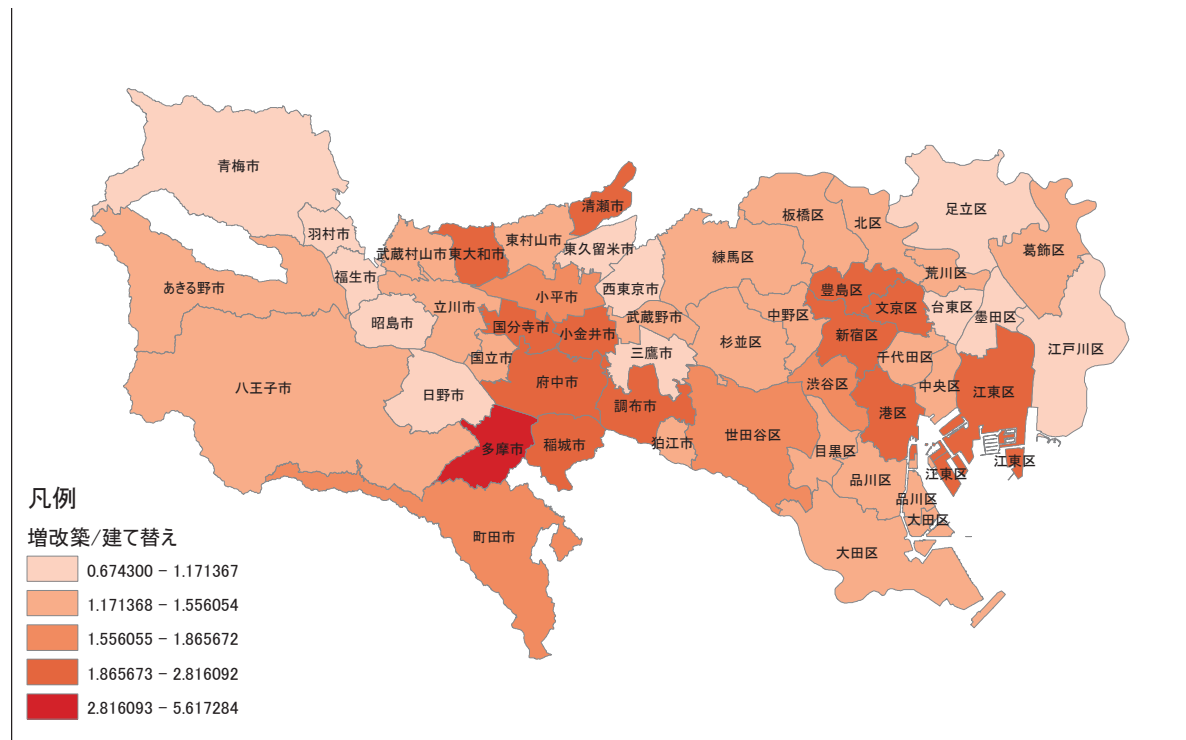 青梅市
羽村市
福生市
あきる野市
昭島市
八王子市
日野市
武蔵村山市
東大和市
東村山市
清瀬市
東久留米市
西東京市
小平市
立川市
国分寺市
小金井市
武蔵野市
国立市
三鷹市
府中市
調布市
多摩市
稲城市
狛江市
町田市
板橋区
北区
足立区
練馬区
葛飾区
荒川区
豊島区
文京区
台東区
墨田区
中野区
新宿区
杉並区
千代田区
江戸川区
渋谷区
中央区
江東区
港区
世田谷区
目黒区
品川区
江東区
江東区
品川区
大田区
大田区
凡例
増改築/建て替え
0.674300 - 1.171367
1.171368 - 1.556054
1.556055 - 1.865672
1.865673 - 2.816092
2.816093 - 5.617284